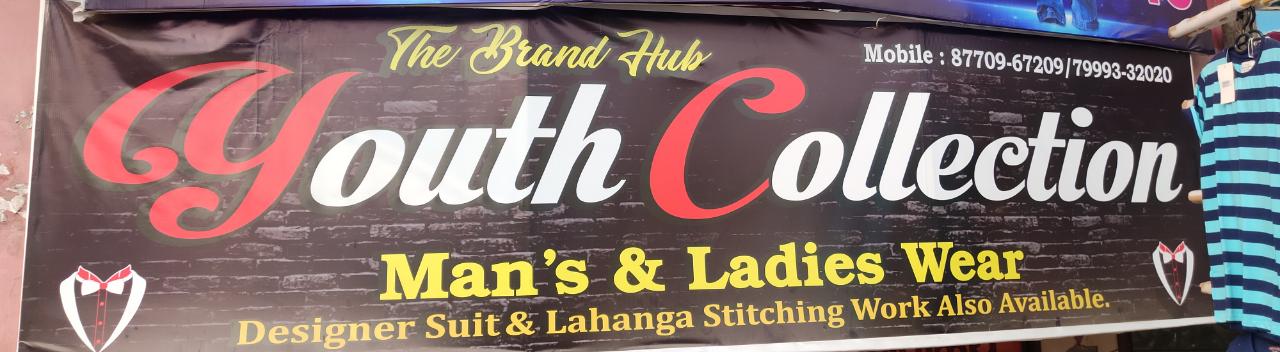 The Brand Hub
Mobile : 87709-67209/79993-32020
Youth Collection
Man's & Ladies Wear
Designer Suit & Lahanga Stitching Work Also Available.